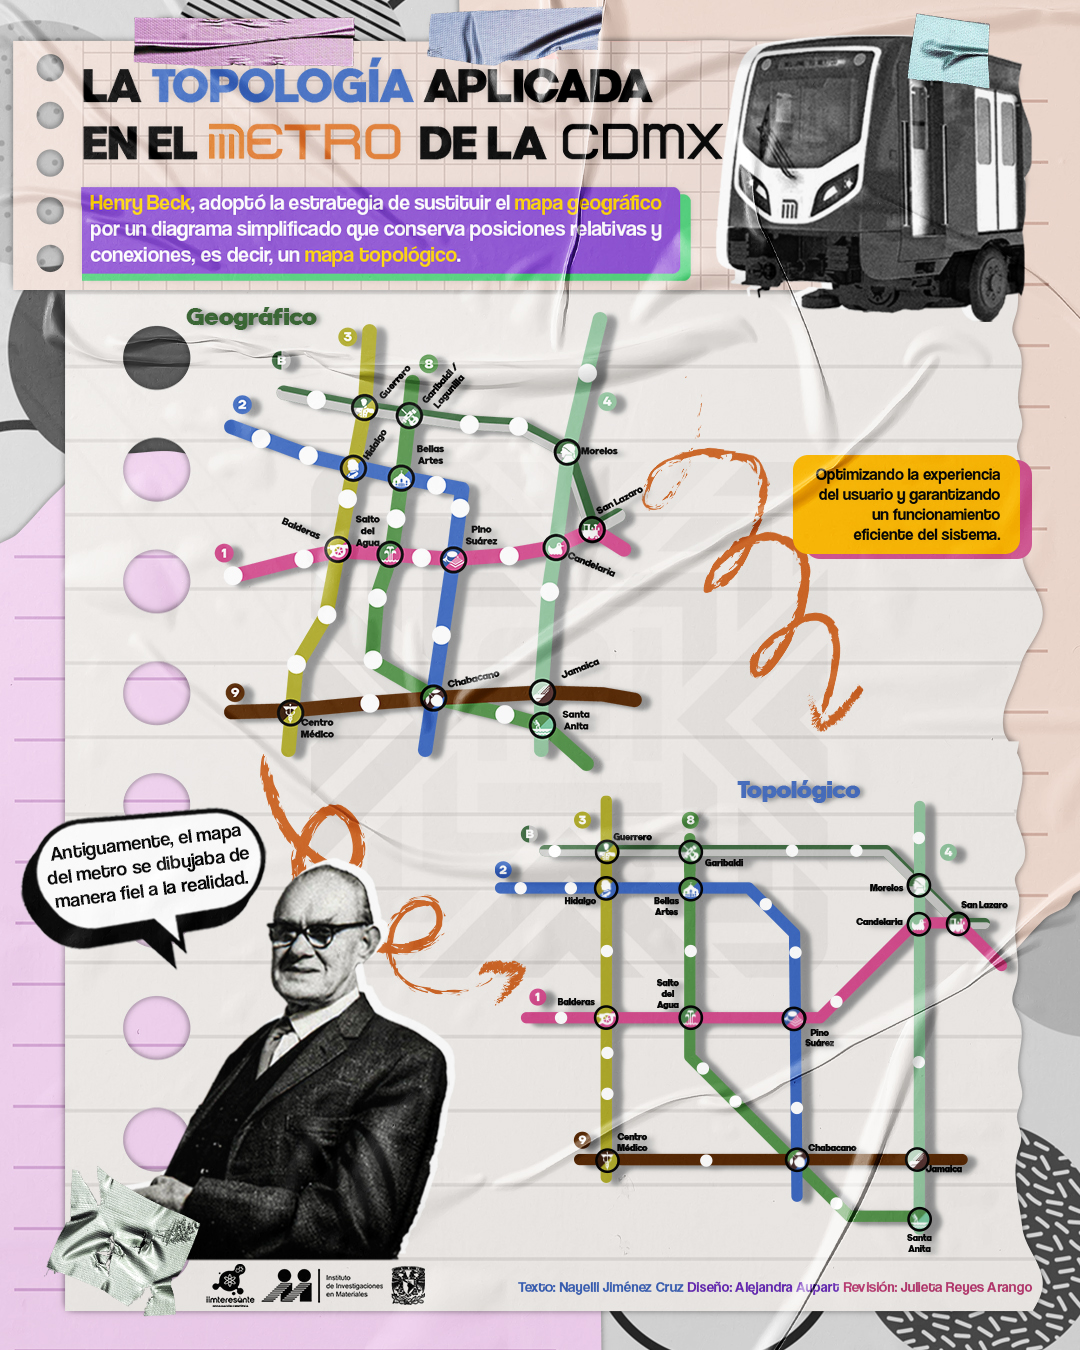 LA TOPOLOGÍA APLICADA
EN EL METRO DE LA CDMX
Henry Beck, adoptó la estrategia de sustituir el mapa geográfico
por un diagrama simplificado que conserva posiciones relativas y
conexiones, es decir, un mapa topológico.
Geográfico
3
B
8
2
4
1
9
Guerrero
Garibaldi /
Lagunilla
Hidalgo
Bellas
Artes
Morelos
San Lazaro
Balderas
Salto
del
Agua
Pino
Suárez
Candelaria
Chabacano
Jamaica
Centro
Médico
Santa
Anita
Optimizando la experiencia
del usuario y garantizando
un funcionamiento
eficiente del sistema.
Antiguamente, el mapa
del metro se dibujaba de
manera fiel a la realidad.
Topológico
3
8
B
4
2
1
9
Guerrero
Garibaldi
Hidalgo
Bellas
Artes
Morelos
San Lazaro
Candelaria
Balderas
Salto
del
Agua
Pino
Suárez
Centro
Médico
Chabacano
Jamaica
Santa
Anita
iimteresante
Instituto
de Investigaciones
en Materiales
Texto: Nayelli Jiménez Cruz Diseño: Alejandra Aupart Revisión: Julieta Reyes Arango